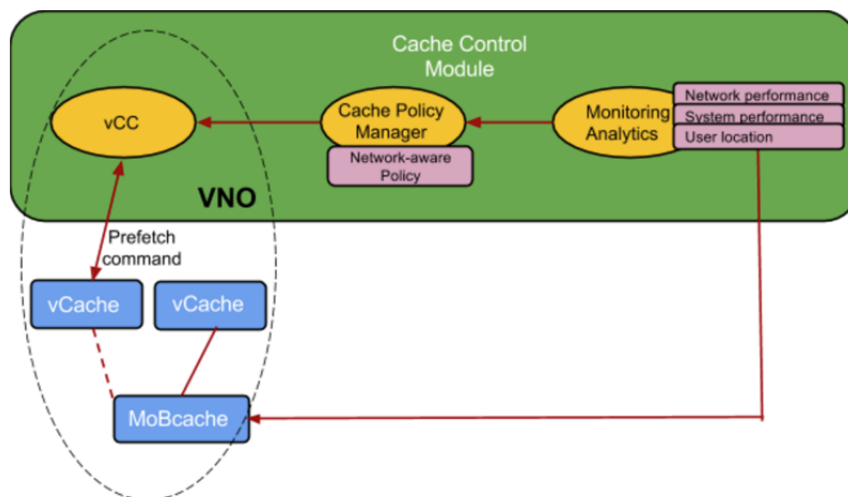 Cache Control
Module
vCC
Cache Policy
Manager
Network-aware
Policy
Monitoring
Analytics
Network performance
System performance
User location
VNO
Prefetch
command
vCache
vCache
MoBcache